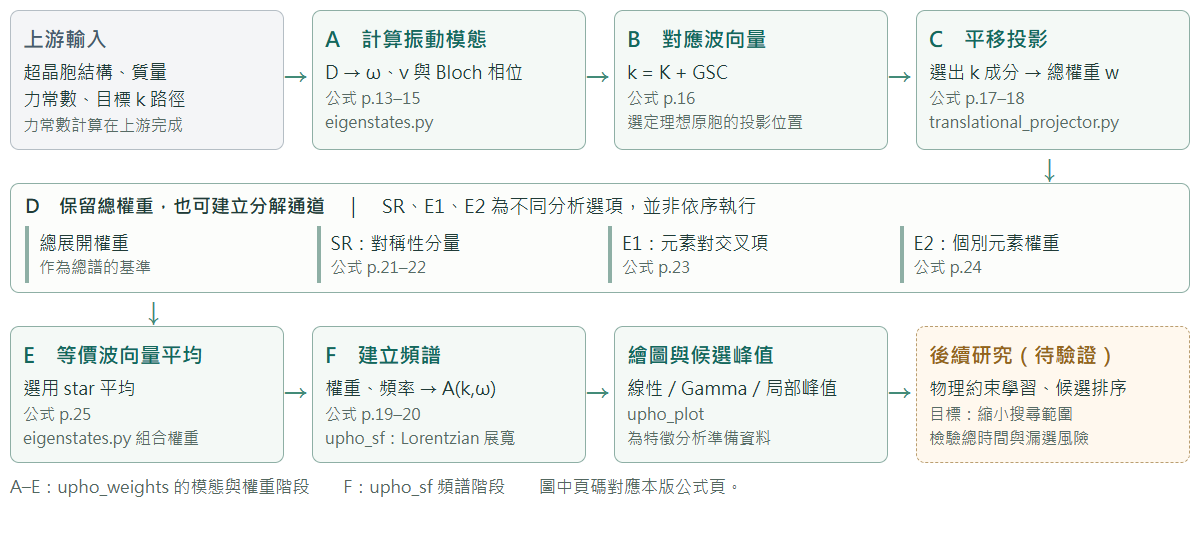 上游輸入
超晶胞結構、質量
力常數、目標 k 路徑
力常數計算在上游完成
→
A 計算振動模態
D → ω、v 與 Bloch 相位
公式 p.13–15
eigenstates.py
→
B 對應波向量
k = K + GSC
公式 p.16
選定理想原胞的投影位置
→
C 平移投影
選出 k 成分 → 總權重 w
公式 p.17–18
translational_projector.py
↓
D 保留總權重，也可建立分解通道 | SR、E1、E2 為不同分析選項，並非依序執行
總展開權重
作為總譜的基準
SR：對稱性分量
公式 p.21–22
E1：元素對交叉項
公式 p.23
E2：個別元素權重
公式 p.24
↓
E 等價波向量平均
選用 star 平均
公式 p.25
eigenstates.py 組合權重
→
F 建立頻譜
權重、頻率 → A(k,ω)
公式 p.19–20
upho_sf：Lorentzian 展寬
→
繪圖與候選峰值
線性 / Gamma / 局部峰值
upho_plot
為特徵分析準備資料
→
後續研究（待驗證）
物理約束學習、候選排序
目標：縮小搜尋範圍
檢驗總時間與漏選風險
A–E：upho_weights 的模態與權重階段 F：upho_sf 頻譜階段 圖中頁碼對應本版公式頁。